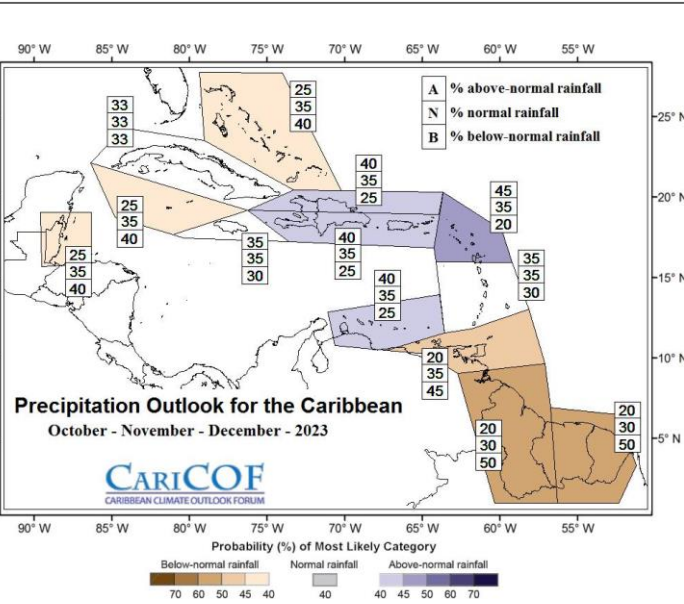 90° W 85° W 80° W 75° W 70° W 65° W 60° W 55° W
A % above-normal rainfall
N % normal rainfall
B % below-normal rainfall
25° N
20° N
15° N
10° N
5° N
33
33
33
25
35
40
40
35
25
45
35
20
25
35
40
25
35
40
35
35
30
40
35
25
40
35
25
35
35
30
20
35
45
20
30
50
20
30
50
Precipitation Outlook for the Caribbean
October - November - December - 2023
CARICOF
CARIBBEAN CLIMATE OUTLOOK FORUM
90° W 85° W 80° W 75° W 70° W 65° W 60° W 55° W
Probability (%) of Most Likely Category
Below-normal rainfall Normal rainfall Above-normal rainfall
70 60 50 45 40 40 40 45 50 60 70